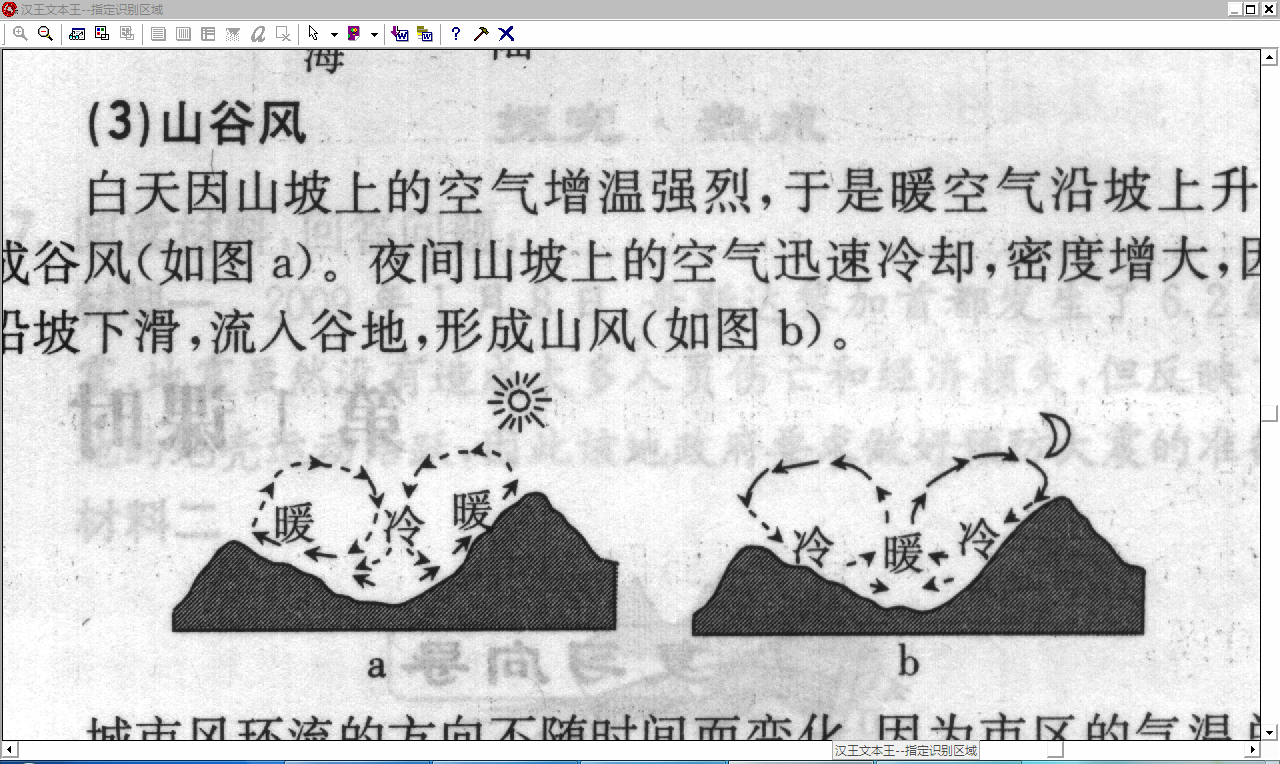 汉王文本王--指定识别区域
(3)山谷风
白天因山坡上的空气增温强烈,于是暖空气沿坡上升
成谷风(如图 a)。夜间山坡上的空气迅速冷却,密度增大,因
沿坡下滑,流入谷地,形成山风(如图 b)。
暖 冷 暖
冷 暖 冷
a b
城市风环流的方向不随时间而变化,因为市区的气温
汉王文本王--指定识别区域